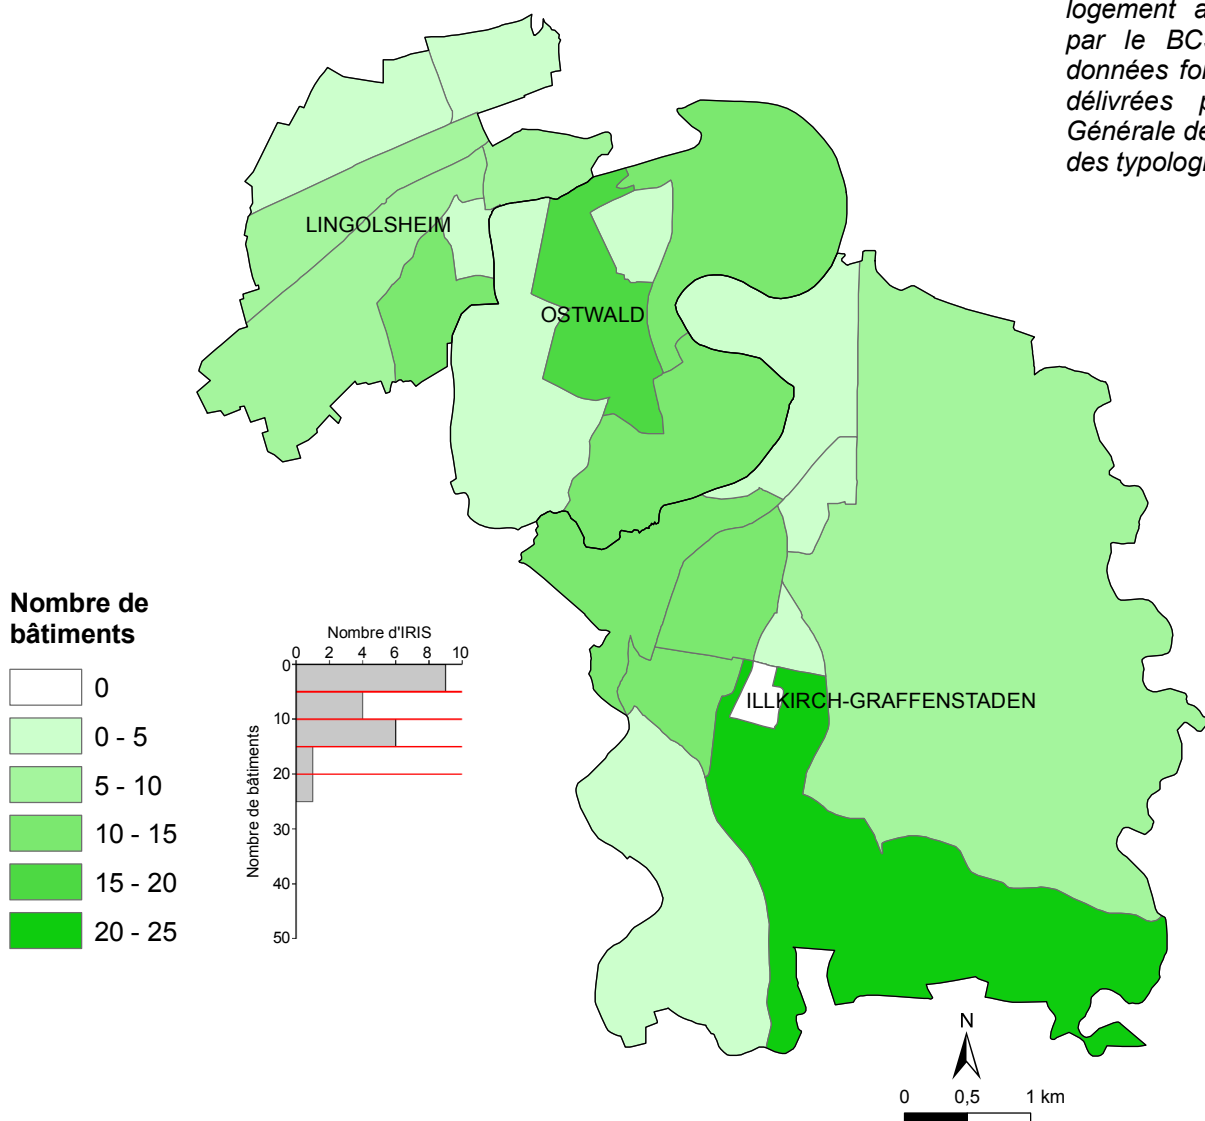 logement a
par le BCS
données fo
délivrées p
Générale de
des typolog
LINGOLSHEIM
OSTWALD
ILLKIRCH-GRAFFENSTADEN
Nombre de
bâtiments
0
0 - 5
5 - 10
10 - 15
15 - 20
20 - 25
Nombre d'IRIS
0 2 4 6 8 10
0
10
20
30
40
50
Nombre de bâtiments
N
0 0,5 1 km